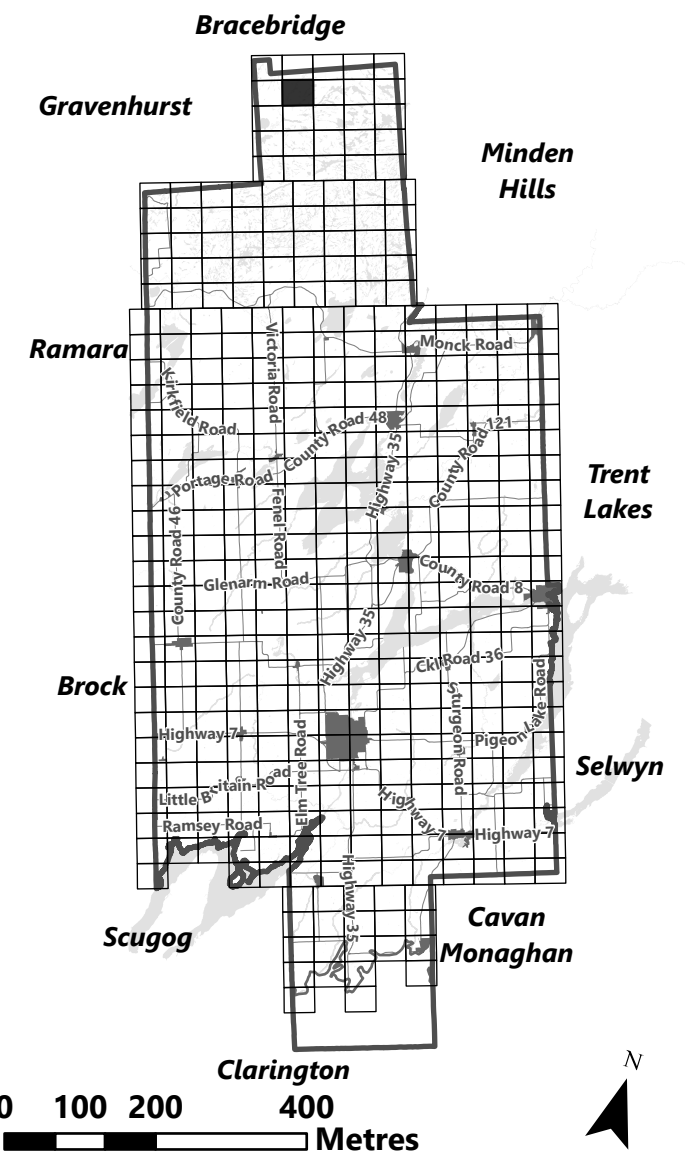 Bracebridge
Gravenhurst
Minden
Hills
Ramara
Victoria Road
Monck Road
Kirkfield Road
County Road 48
County Road 121
Highway 35
Portage Road
Trent
Lakes
Fenel Road
County Road 46
Glenarm Road
County Road 8
Highway 35
Ckl Road 36
Brock
Sturgeon Road
Pigeon Lake Road
Highway 7
Elm Tree Road
Selwyn
Little Britain Road
Highway 7
Ramsey Road
Highway 7
Highway 35
Scugog
Cavan
Monaghan
Clarington
N
0 100 200 400
Metres